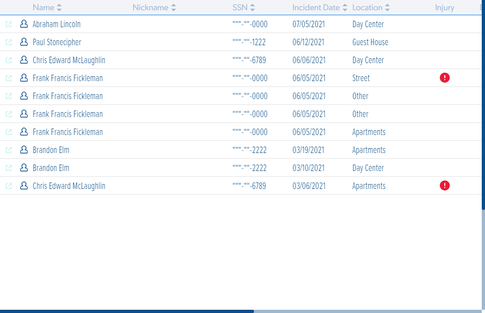 Name Nickname SSN Incident Date Location Injury
Abraham Lincoln ***-**-0000 07/05/2021 Day Center
Paul Stonecipher ***-**-1222 06/12/2021 Guest House
Chris Edward McLaughlin ***-**-6789 06/06/2021 Day Center
Frank Francis Fickleman ***-**-0000 06/05/2021 Street
Frank Francis Fickleman ***-**-0000 06/05/2021 Other
Frank Francis Fickleman ***-**-0000 06/05/2021 Other
Frank Francis Fickleman ***-**-0000 06/05/2021 Apartments
Brandon Elm ***-**-2222 03/19/2021 Apartments
Brandon Elm ***-**-2222 03/10/2021 Day Center
Chris Edward McLaughlin ***-**-6789 03/06/2021 Apartments